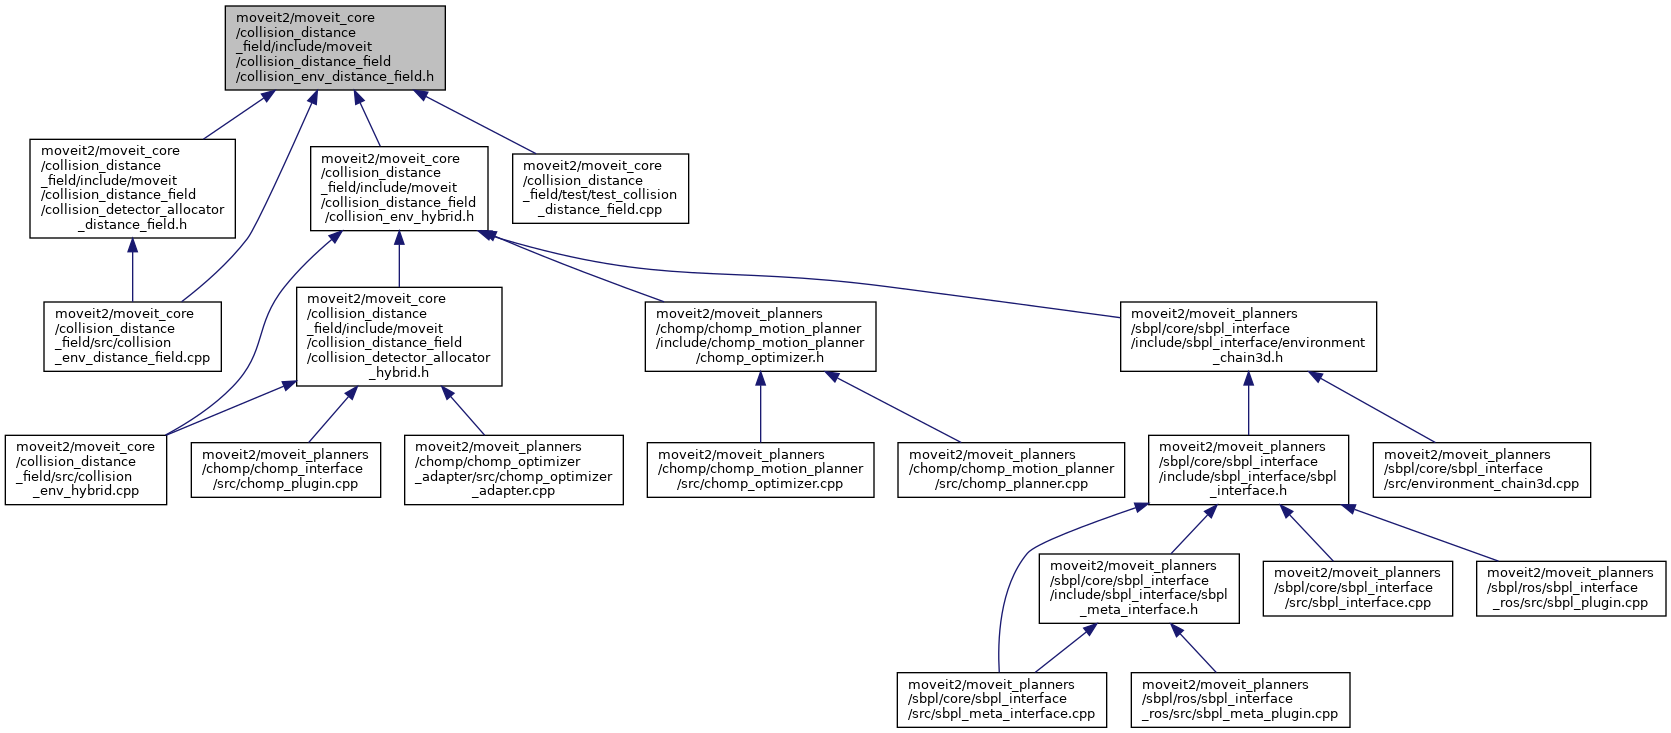 moveit2/moveit_core
/collision_distance
_field/include/moveit
/collision_distance_field
/collision_env_distance_field.h
moveit2/moveit_core
/collision_distance
_field/include/moveit
/collision_distance_field
/collision_detector_allocator
_distance_field.h
moveit2/moveit_core
/collision_distance
_field/include/moveit
/collision_distance_field
/collision_env_hybrid.h
moveit2/moveit_core
/collision_distance
_field/test/test_collision
_distance_field.cpp
moveit2/moveit_core
/collision_distance
_field/src/collision
_env_distance_field.cpp
moveit2/moveit_core
/collision_distance
_field/include/moveit
/collision_distance_field
/collision_detector_allocator
_hybrid.h
moveit2/moveit_planners
/chomp/chomp_motion_planner
/include/chomp_motion_planner
/chomp_optimizer.h
moveit2/moveit_planners
/sbpl/core/sbpl_interface
/include/sbpl_interface/environment
_chain3d.h
moveit2/moveit_core
/collision_distance
_field/src/collision
_env_hybrid.cpp
moveit2/moveit_planners
/chomp/chomp_interface
/src/chomp_plugin.cpp
moveit2/moveit_planners
/chomp/chomp_optimizer
_adapter/src/chomp_optimizer
_adapter.cpp
moveit2/moveit_planners
/chomp/chomp_motion_planner
/src/chomp_optimizer.cpp
moveit2/moveit_planners
/chomp/chomp_motion_planner
/src/chomp_planner.cpp
moveit2/moveit_planners
/sbpl/core/sbpl_interface
/include/sbpl_interface/sbpl
_interface.h
moveit2/moveit_planners
/sbpl/core/sbpl_interface
/src/environment_chain3d.cpp
moveit2/moveit_planners
/sbpl/core/sbpl_interface
/include/sbpl_interface/sbpl
_meta_interface.h
moveit2/moveit_planners
/sbpl/core/sbpl_interface
/src/sbpl_interface.cpp
moveit2/moveit_planners
/sbpl/ros/sbpl_interface
_ros/src/sbpl_plugin.cpp
moveit2/moveit_planners
/sbpl/core/sbpl_interface
/src/sbpl_meta_interface.cpp
moveit2/moveit_planners
/sbpl/ros/sbpl_interface
_ros/src/sbpl_meta_plugin.cpp